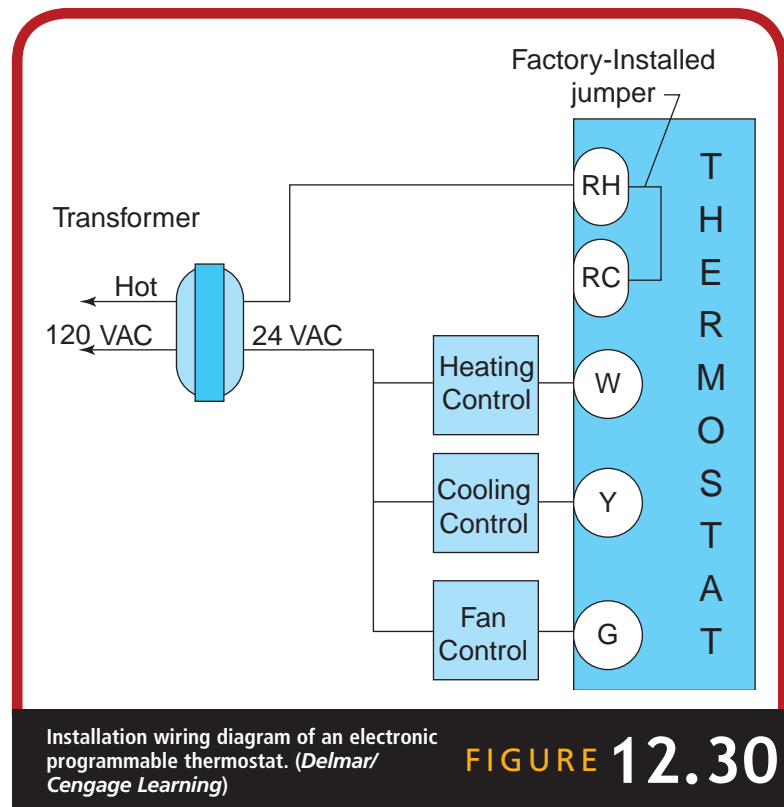 Factory-Installed
jumper
RH
RC
THERMOSTAT
Transformer
Hot
120 VAC
24 VAC
Heating
Control
W
Cooling
Control
Y
Fan
Control
G
Installation wiring diagram of an electronic
programmable thermostat. (Delmar/
Cengage Learning)
FIGURE 12.30